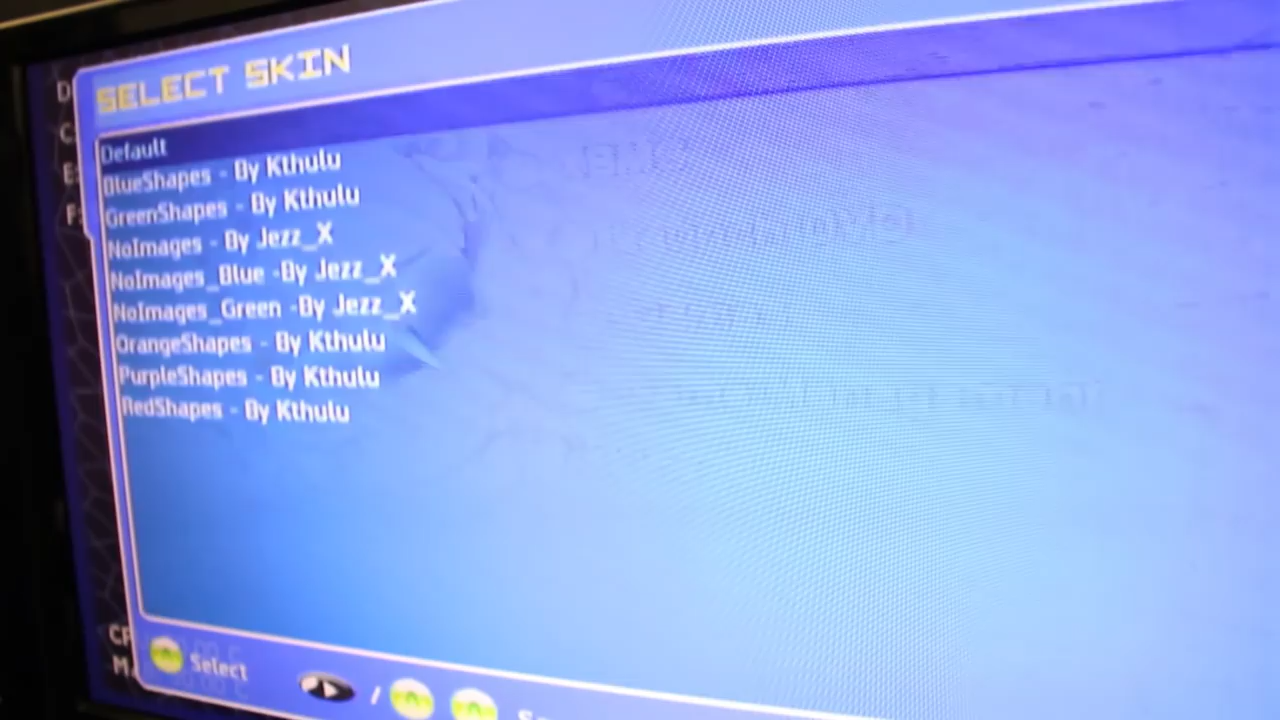 SELECT SKIN
Default
BlueShapes - By Kthulu
GreenShapes - By Kthulu
NoImages - By Jezz_X
NoImages_Blue -By Jezz_X
NoImages_Green -By Jezz_X
OrangeShapes - By Kthulu
PurpleShapes - By Kthulu
RedShapes - By Kthulu
Select
/